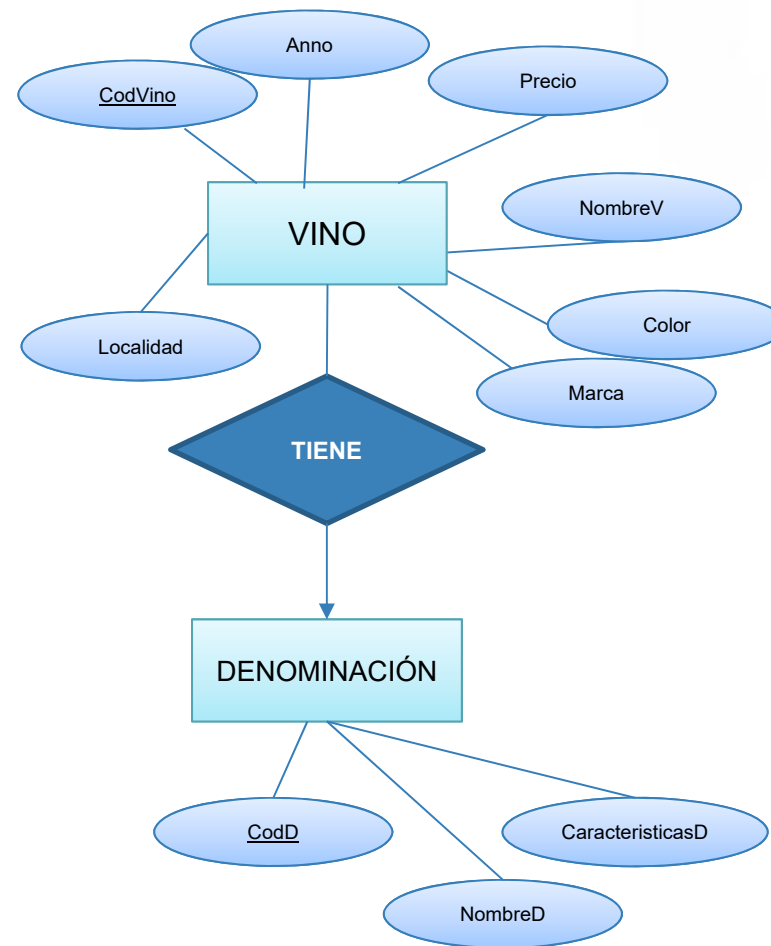 Anno
Precio
CodVino
NombreV
VINO
Color
Localidad
Marca
TIENE
DENOMINACIÓN
CodD
CaracteristicasD
NombreD